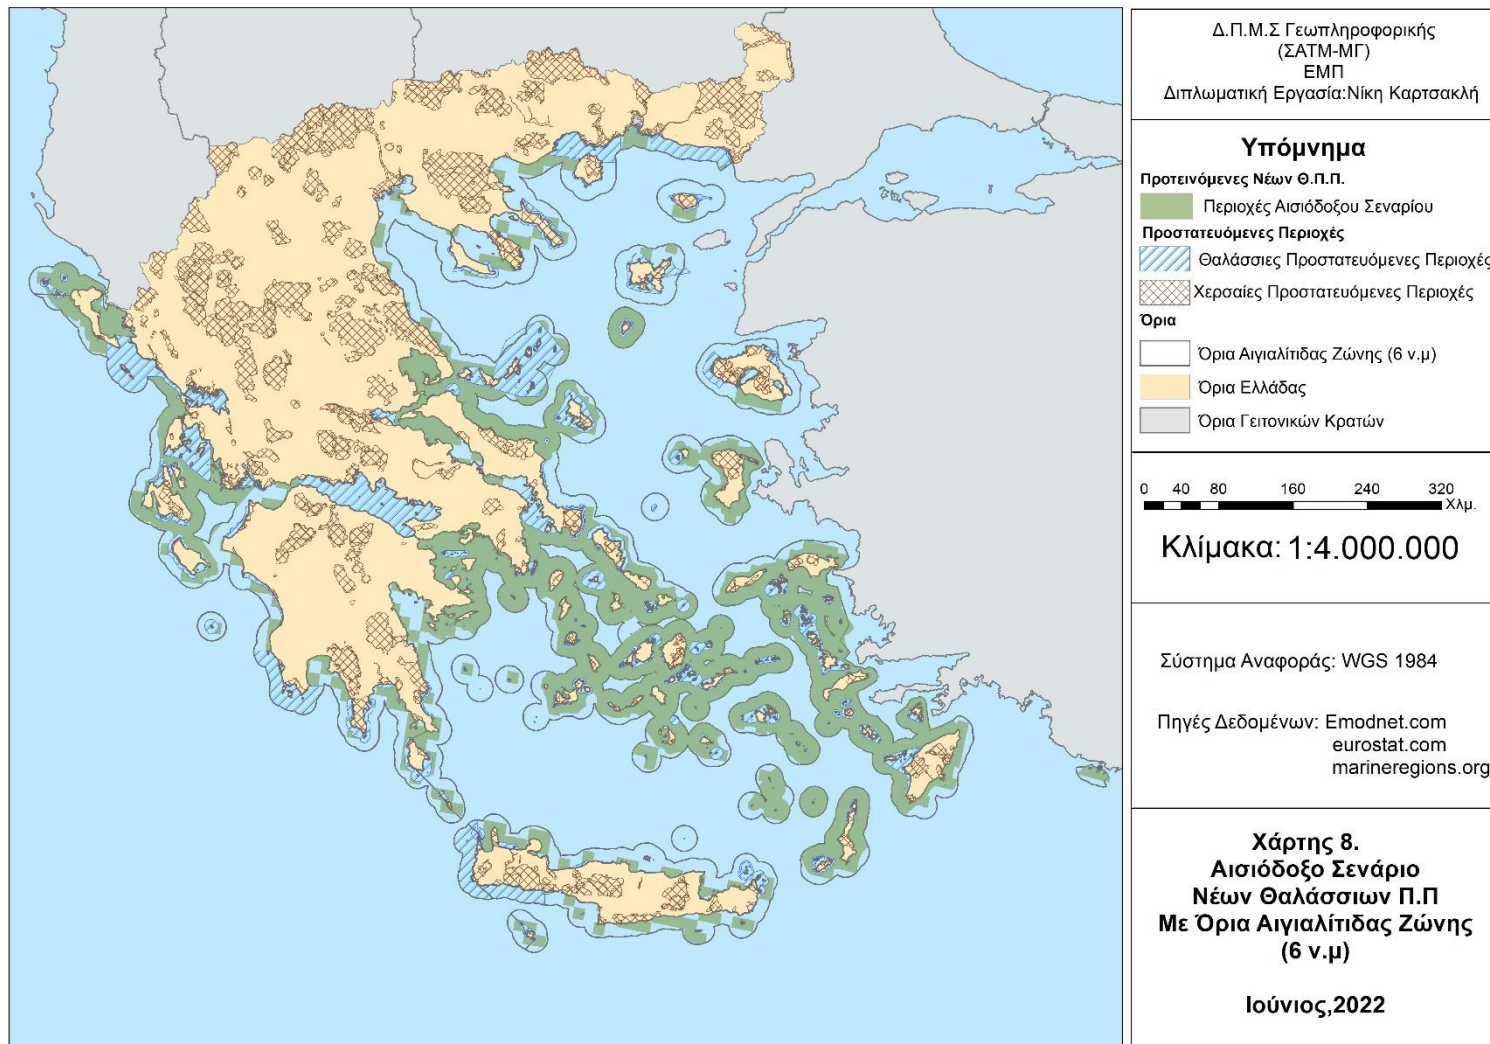 Δ.Π.Μ.Σ Γεωπληροφορικής
(ΣΑΤΜ-ΜΓ)
ΕΜΠ
Διπλωματική Εργασία:Νίκη Καρτσακλή
Υπόμνημα
Προτεινόμενες Νέων Θ.Π.Π.
Περιοχές Αισιόδοξου Σεναρίου
Προστατευόμενες Περιοχές
Θαλάσσιες Προστατευόμενες Περιοχές
Χερσαίες Προστατευόμενες Περιοχές
Όρια
Όρια Αιγιαλίτιδας Ζώνης (6 ν.μ)
Όρια Ελλάδας
Όρια Γειτονικών Κρατών
0 40 80 160 240 320
Χλμ.
Κλίμακα: 1:4.000.000
Σύστημα Αναφοράς: WGS 1984
Πηγές Δεδομένων: Emodnet.com
eurostat.com
marineregions.org
Χάρτης 8.
Αισιόδοξο Σενάριο
Νέων Θαλάσσιων Π.Π
Με Όρια Αιγιαλίτιδας Ζώνης
(6 ν.μ)
Ιούνιος,2022